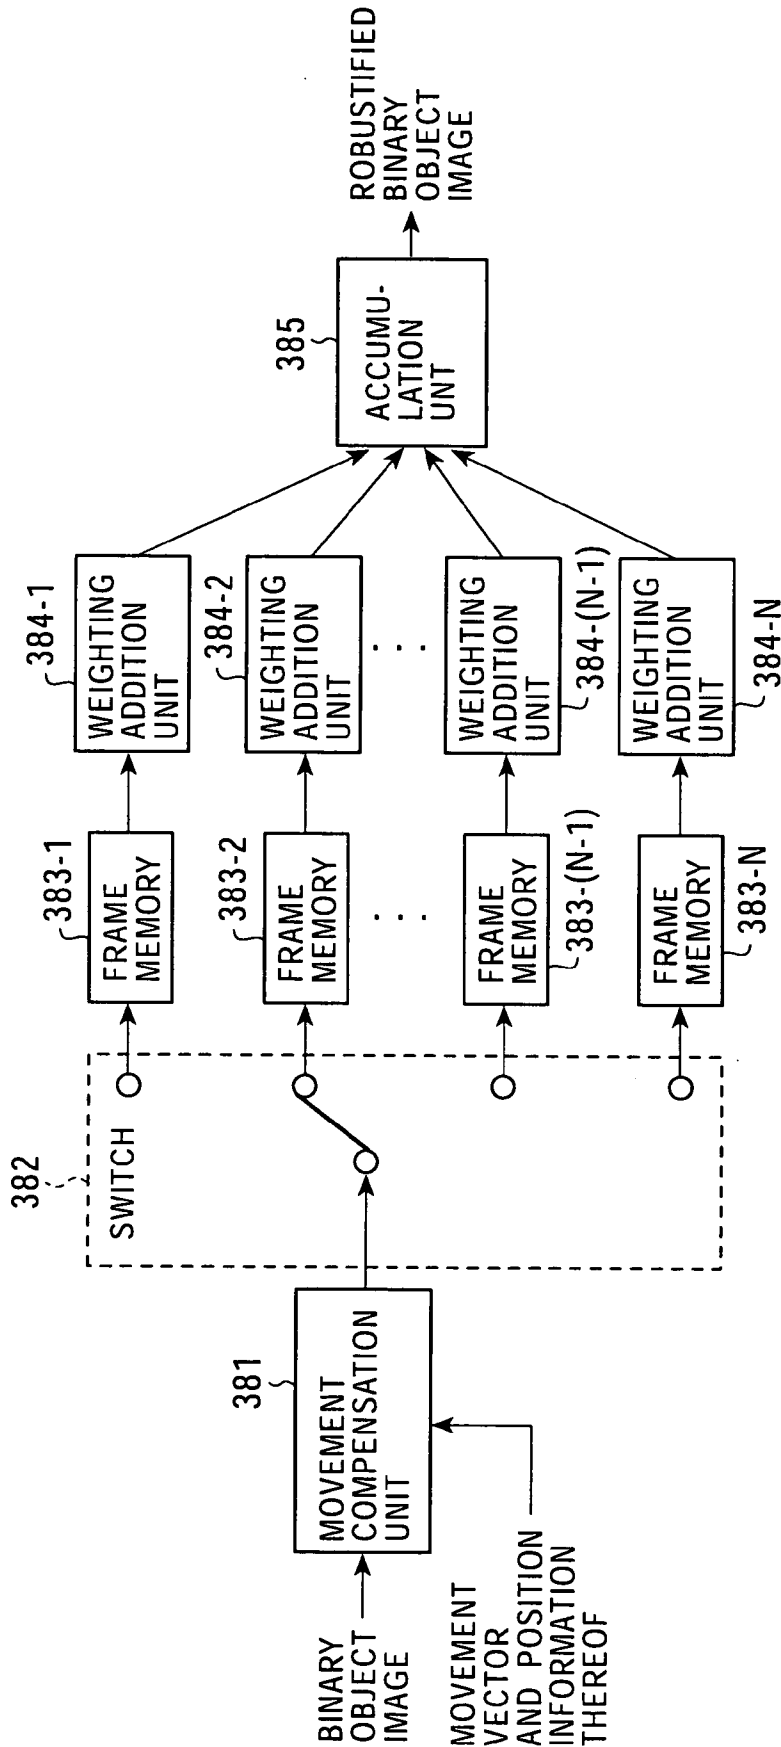 BINARY
OBJECT
IMAGE
MOVEMENT
VECTOR
AND POSITION
INFORMATION
THEREOF
381
MOVEMENT
COMPENSATION
UNIT
382
SWITCH
383-1
FRAME
MEMORY
383-2
FRAME
MEMORY
. . .
FRAME
MEMORY
383-(N-1)
FRAME
MEMORY
383-N
384-1
WEIGHTING
ADDITION
UNIT
384-2
WEIGHTING
ADDITION
UNIT
. . .
WEIGHTING
ADDITION
UNIT
384-(N-1)
WEIGHTING
ADDITION
UNIT
384-N
385
ACCUMU-
LATION
UNT
ROBUSTIFIED
BINARY
OBJECT
IMAGE